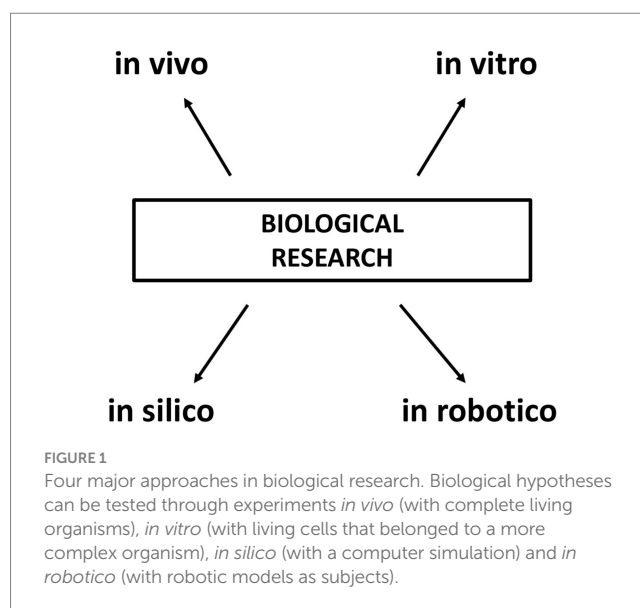 in vivo in vitro
BIOLOGICAL
RESEARCH
in silico in robotico
FIGURE 1
Four major approaches in biological research. Biological hypotheses
can be tested through experiments in vivo (with complete living
organisms), in vitro (with living cells that belonged to a more
complex organism), in silico (with a computer simulation) and in
robotico (with robotic models as subjects).